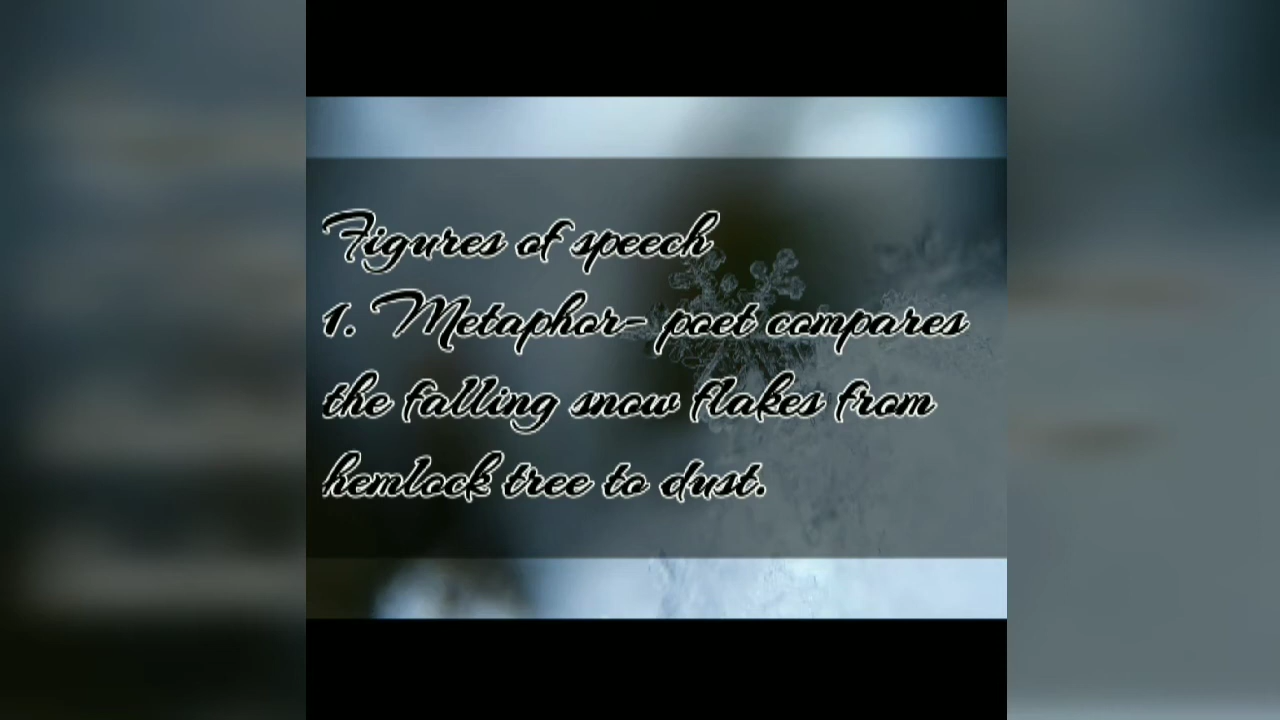 Figures of speech
1. Metaphor- poet compares
the falling snow flakes from
hemlock tree to dust.